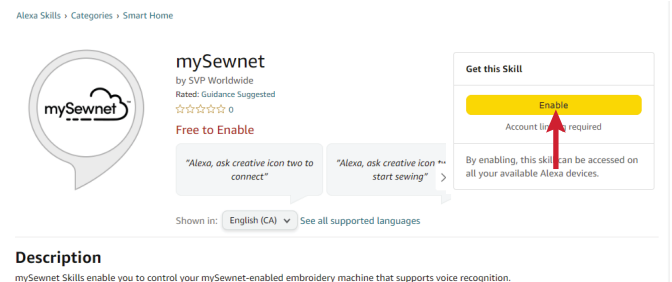 Alexa Skills › Categories › Smart Home
mySewnet
mySewnet
by SVP Worldwide
Rated: Guidance Suggested
0
Free to Enable
"Alexa, ask creative icon two to
connect"
"Alexa, ask creative icon
start sewing"
Shown in: English (CA) See all supported languages
Get this Skill
Enable
Account required
By enabling, this skill can be accessed on
all your available Alexa devices.
Description
mySewnet Skills enable you to control your mySewnet-enabled embroidery machine that supports voice recognition.